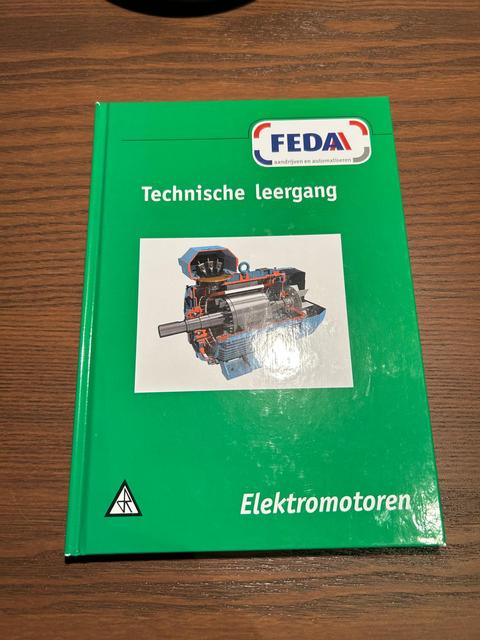 FEDA
aandrijven en automatiseren
Technische leergang
Elektromotoren